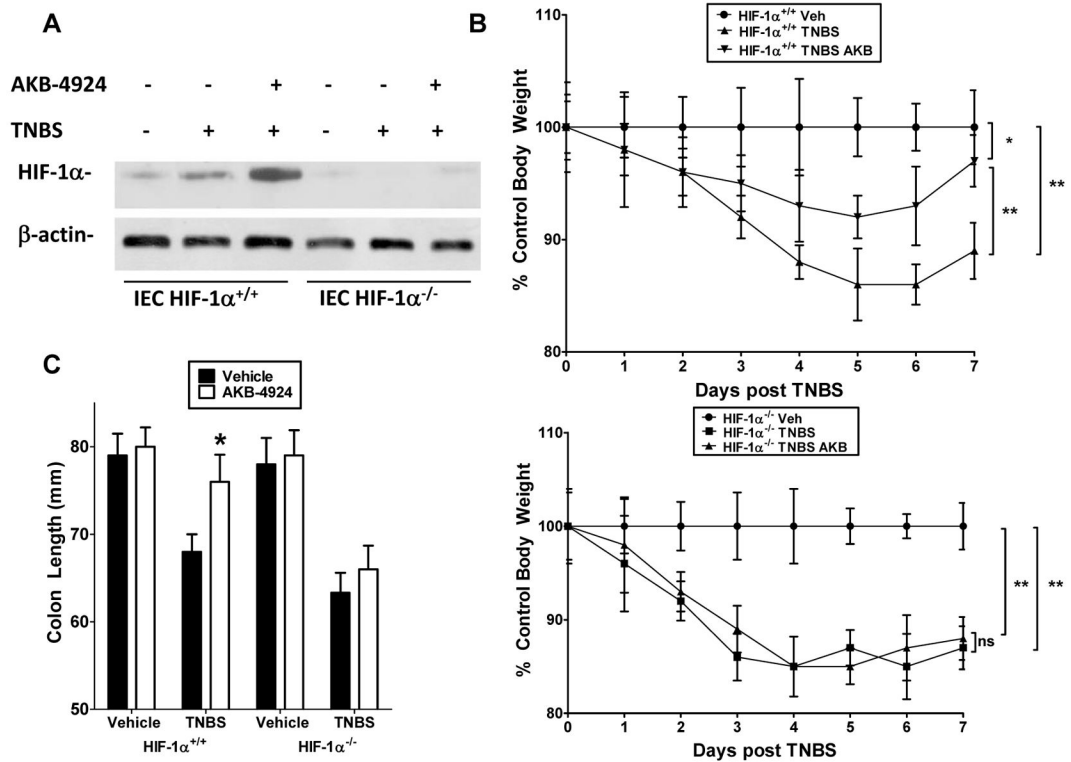 A
AKB-4924 - - + - - +
TNBS - + + - + +
HIF-1α-
β-actin-
IEC HIF-1α+/+ IEC HIF-1α-/-
B
HIF-1α+/+ Veh
HIF-1α+/+ TNBS
HIF-1α+/+ TNBS AKB
110
100
90
80
% Control Body Weight
* ** **
0 1 2 3 4 5 6 7
Days post TNBS
HIF-1α-/- Veh
HIF-1α-/- TNBS
HIF-1α-/- TNBS AKB
110
100
90
80
% Control Body Weight
ns ** **
0 1 2 3 4 5 6 7
Days post TNBS
C
Vehicle
AKB-4924
80
70
60
50
Colon Length (mm)
*
Vehicle TNBS Vehicle TNBS
HIF-1α+/+ HIF-1α-/-